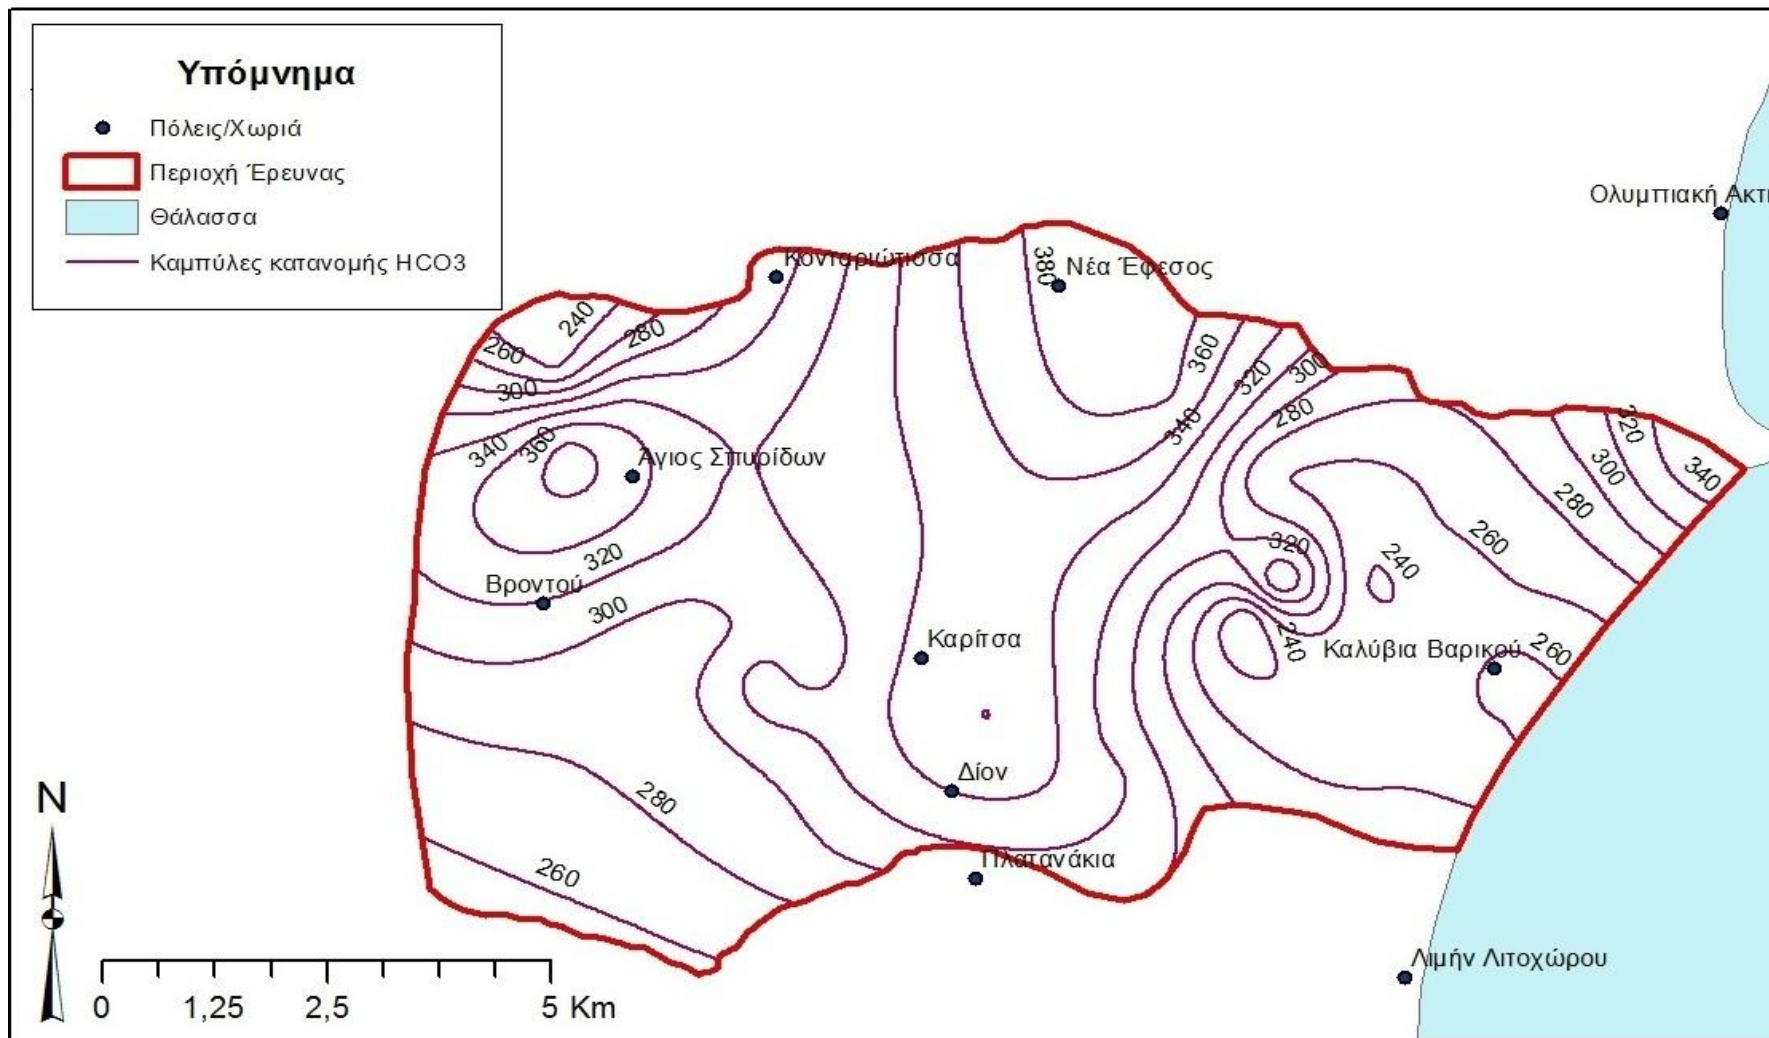 Υπόμνημα
Πόλεις/Χωριά
Περιοχή Έρευνας
Θάλασσα
Καμπύλες κατανομής HCO3
Ολυμπιακή Ακτι
Κονταριώτισσα
380
Νέα Έφεσος
240
260
280
300
360
320
300
340
280
320
300
340
340
360
Άγιος Σπυρίδων
280
260
320
320
240
Βροντού
300
240
Καρίτσα
Καλύβια Βαρικού
260
Δίον
280
N
Πλατανάκια
260
Λιμήν Λιτοχώρου
0 1,25 2,5 5 Km